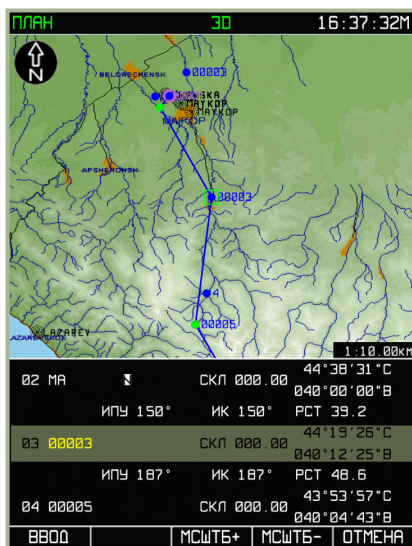 ПЛАН 3D 16:37:32М
N
BELORECHENSK
00003
MAYKOP
MAYKOP
MAJKOP
APSHERONSK
00003
4
00005
LAZAREV
LAZAREVSKOE
1:10.00км
02 МА N СКЛ 000.00 44°38'31"С
040°00'00"В
ИПУ 150° ИК 150° РСТ 39.2
03 00003 СКЛ 000.00 44°19'26"С
040°12'25"В
ИПУ 187° ИК 187° РСТ 48.6
04 00005 СКЛ 000.00 43°53'57"С
040°04'43"В
ВВОД МСШТБ+ МСШТБ- ОТМЕНА